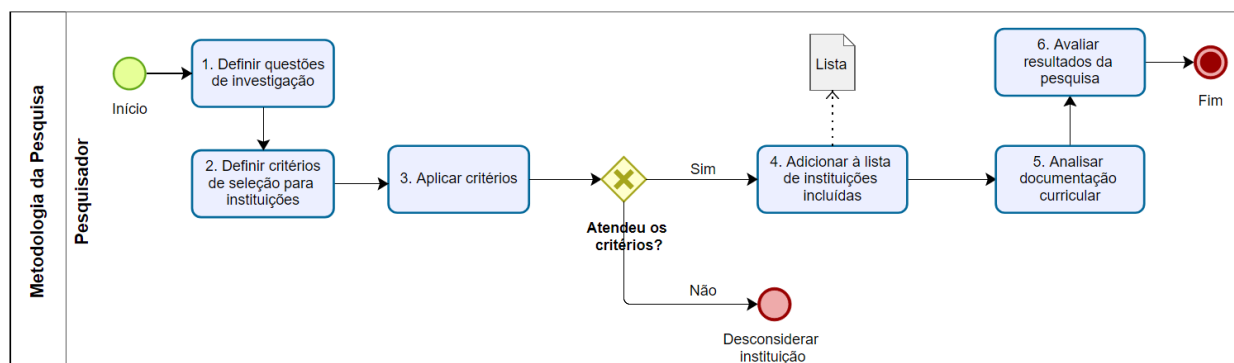 Metodologia da Pesquisa
Pesquisador
Início
1. Definir questões
de investigação
2. Definir critérios
de seleção para
instituições
3. Aplicar critérios
Atendeu os
critérios?
Sim
Não
Desconsiderar
instituição
Lista
4. Adicionar à lista
de instituições
incluídas
5. Analisar
documentação
curricular
6. Avaliar
resultados da
pesquisa
Fim